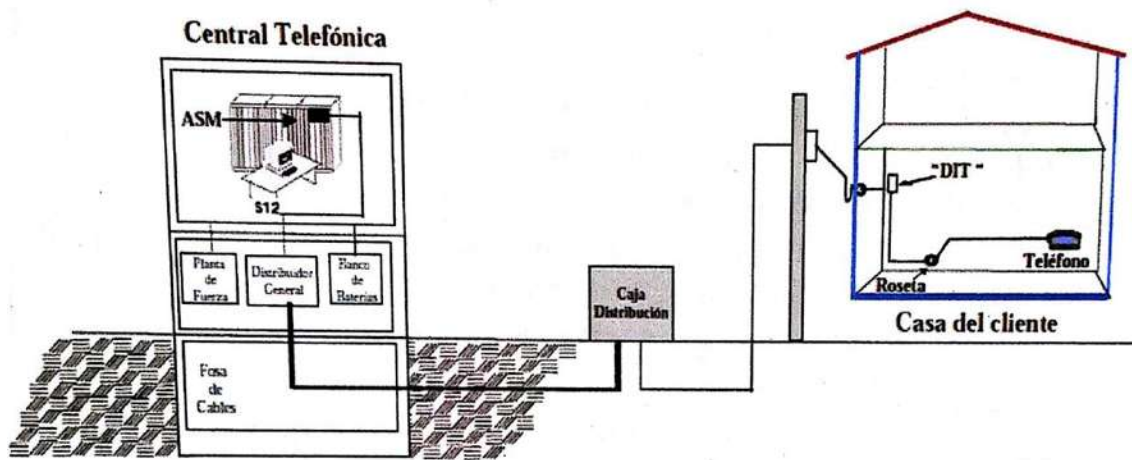 Central Telefónica
ASM
S12
Planta
de
Fuerza
Distribuidor
General
Banco
de
Baterias
Fosa
de
Cables
Caja
Distribución
"DIT"
Teléfono
Roseta
Casa del cliente